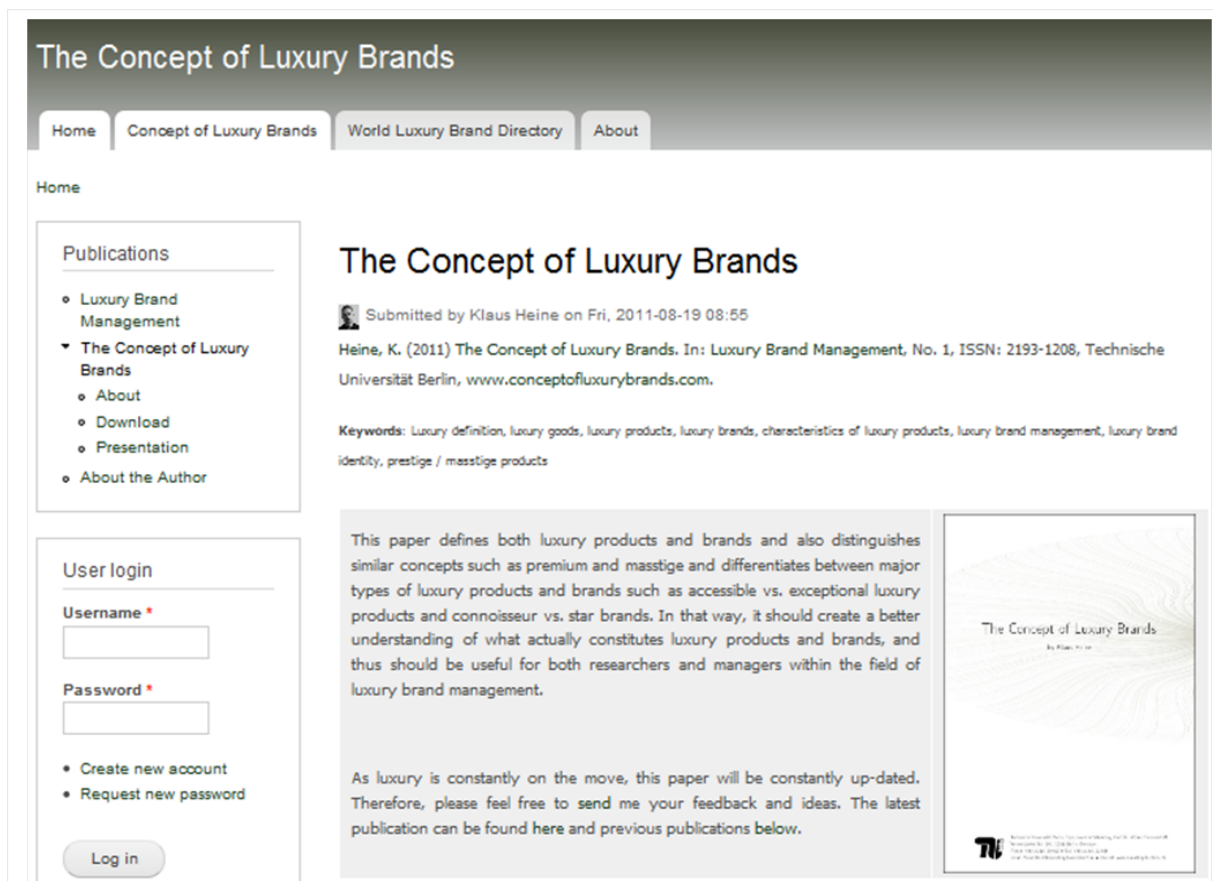 The Concept of Luxury Brands
Home
Concept of Luxury Brands
World Luxury Brand Directory
About
Home
Publications
Luxury Brand
Management
The Concept of Luxury
Brands
About
Download
Presentation
About the Author
User login
Username *
Password *
Create new account
Request new password
Log in
The Concept of Luxury Brands
Submitted by Klaus Heine on Fri, 2011-08-19 08:55
Heine, K. (2011) The Concept of Luxury Brands. In: Luxury Brand Management, No. 1, ISSN: 2193-1208, Technische
Universität Berlin, www.conceptofluxurybrands.com.
Keywords: Luxury definition, luxury goods, luxury products, luxury brands, characteristics of luxury products, luxury brand management, luxury brand
identity, prestige / masstige products
This paper defines both luxury products and brands and also distinguishes
similar concepts such as premium and masstige and differentiates between major
types of luxury products and brands such as accessible vs. exceptional luxury
products and connoisseur vs. star brands. In that way, it should create a better
understanding of what actually constitutes luxury products and brands, and
thus should be useful for both researchers and managers within the field of
luxury brand management.
As luxury is constantly on the move, this paper will be constantly up-dated.
Therefore, please feel free to send me your feedback and ideas. The latest
publication can be found here and previous publications below.
The Concept of Luxury Brands
by Klaus Heine